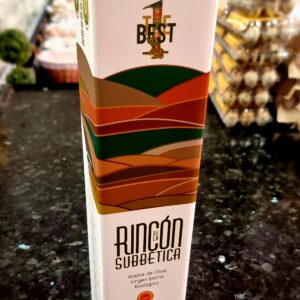 1
THE
BEST
RINCÓN
DE LA
SUBBÉTICA
Aceite de Oliva
Virgen Extra
Ecológico